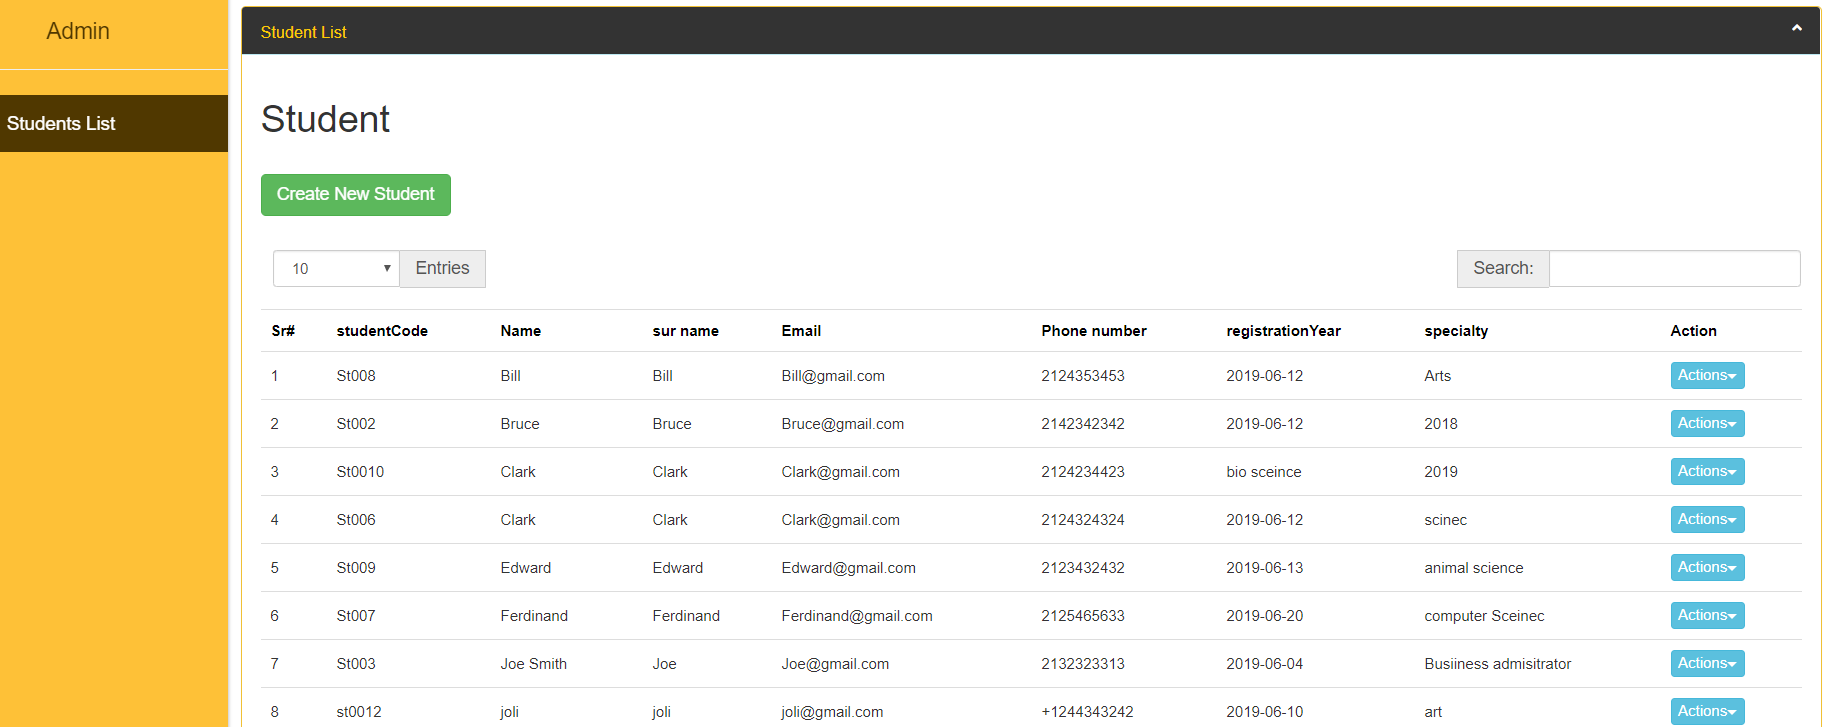 Admin
Students List
Student List
Student
Create New Student
10 Entries Search:
Sr# studentCode Name sur name Email Phone number registrationYear specialty Action
1 St008 Bill Bill Bill@gmail.com 2124353453 2019-06-12 Arts Actions
2 St002 Bruce Bruce Bruce@gmail.com 2142342342 2019-06-12 2018 Actions
3 St0010 Clark Clark Clark@gmail.com 2124234423 bio sceince 2019 Actions
4 St006 Clark Clark Clark@gmail.com 2124324324 2019-06-12 scinec Actions
5 St009 Edward Edward Edward@gmail.com 2123432432 2019-06-13 animal science Actions
6 St007 Ferdinand Ferdinand Ferdinand@gmail.com 2125465633 2019-06-20 computer Sceinec Actions
7 St003 Joe Smith Joe Joe@gmail.com 2132323313 2019-06-04 Busiiness admisitrator Actions
8 st0012 joli joli joli@gmail.com +1244343242 2019-06-10 art Actions